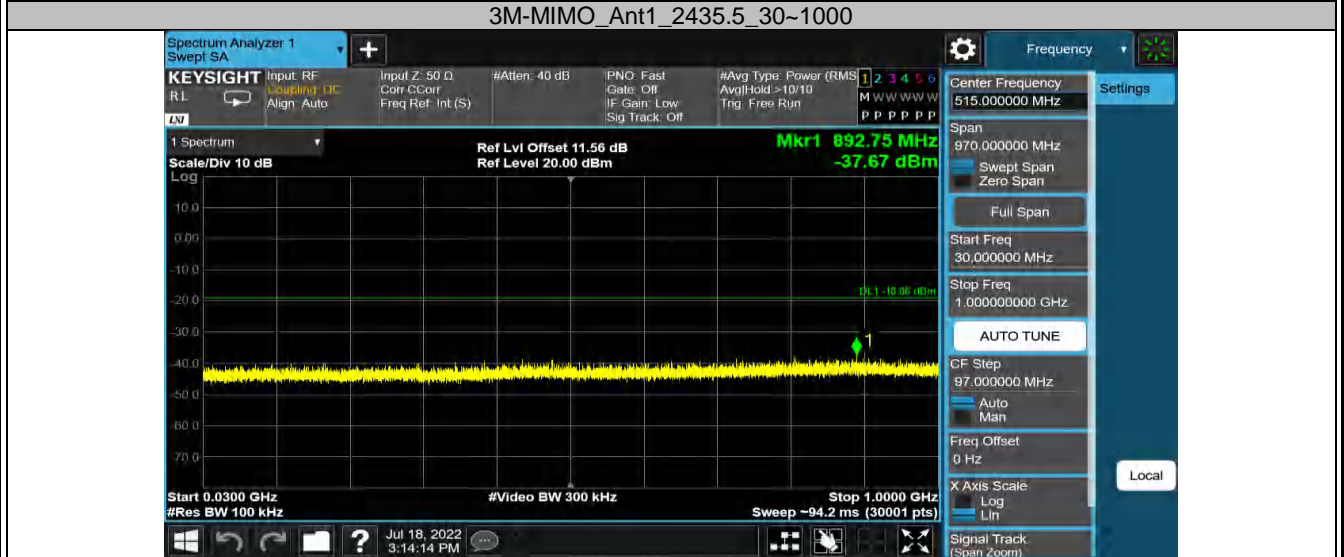 3M-MIMO_Ant1_2435.5_30~1000
Spectrum Analyzer 1
Swept SA
Frequency
KEYSIGHT
RL
LXI
Input: RF
Coupling: DC
Align: Auto
Input Z: 50 Ω
Corr CCorr
Freq Ref: Int (S)
#Atten: 40 dB
PNO: Fast
Gate: Off
IF Gain: Low
Sig Track: Off
#Avg Type: Power (RMS
Avg|Hold:>10/10
Trig: Free Run
1 2 3 4 5 6
M W W W W W
P P P P P P
1 Spectrum
Scale/Div 10 dB
Log
Ref Lvl Offset 11.56 dB
Ref Level 20.00 dBm
Mkr1 892.75 MHz
-37.67 dBm
10.0
0.00
-10.0
-20.0
-30.0
-40.0
-50.0
-60.0
-70.0
1
Start 0.0300 GHz
#Res BW 100 kHz
#Video BW 300 kHz
Stop 1.0000 GHz
Sweep ~94.2 ms (30001 pts)
Jul 18, 2022
3:14:14 PM
Center Frequency
515.000000 MHz
Span
970.000000 MHz
Swept Span
Zero Span
Full Span
Start Freq
30.000000 MHz
Stop Freq
1.000000000 GHz
AUTO TUNE
CF Step
97.000000 MHz
Auto
Man
Freq Offset
0 Hz
X Axis Scale
Log
Lin
Signal Track
(Span Zoom)
Settings
Local